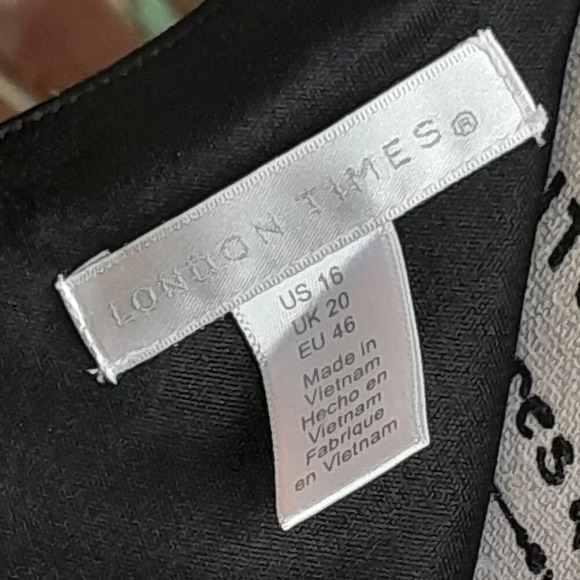 LONDON TIMES®
US 16
UK 20
EU 46
Made in
Vietnam
Hecho en
Vietnam
Fabrique
en Vietnam